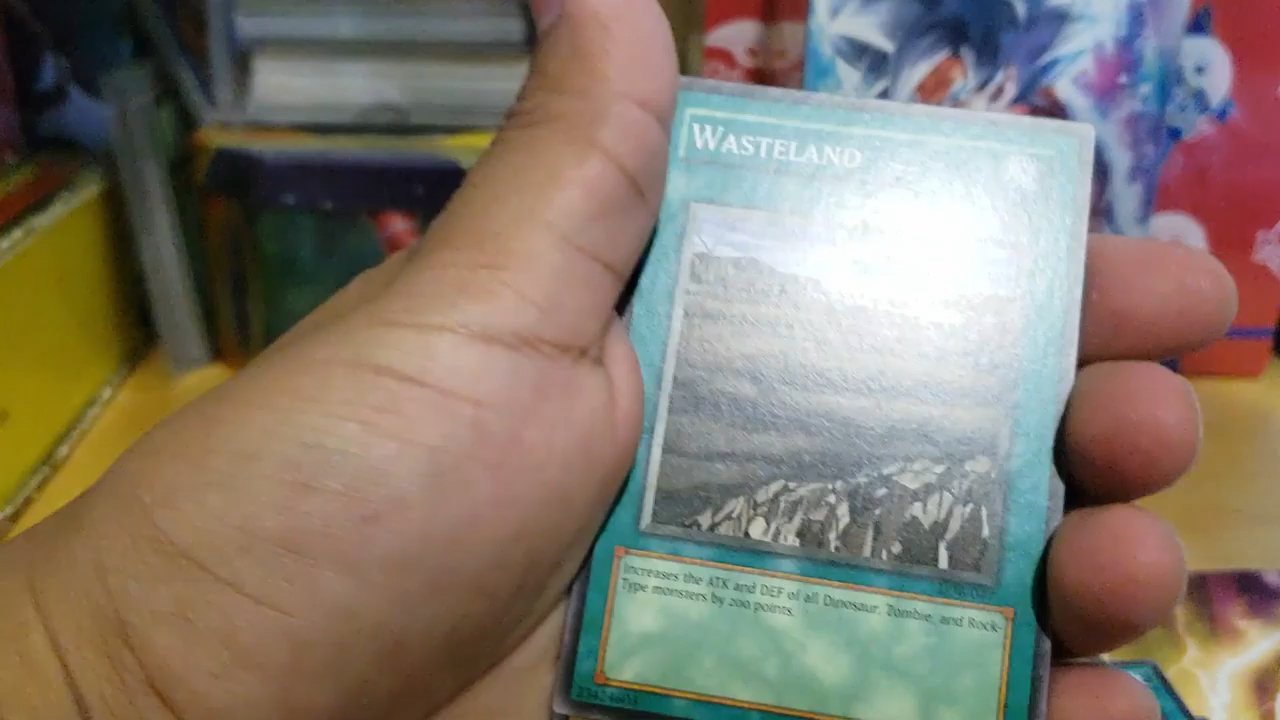 WASTELAND
Increases the ATK and DEF of all Dinosaur, Zombie, and Rock-
Type monsters by 200 points.